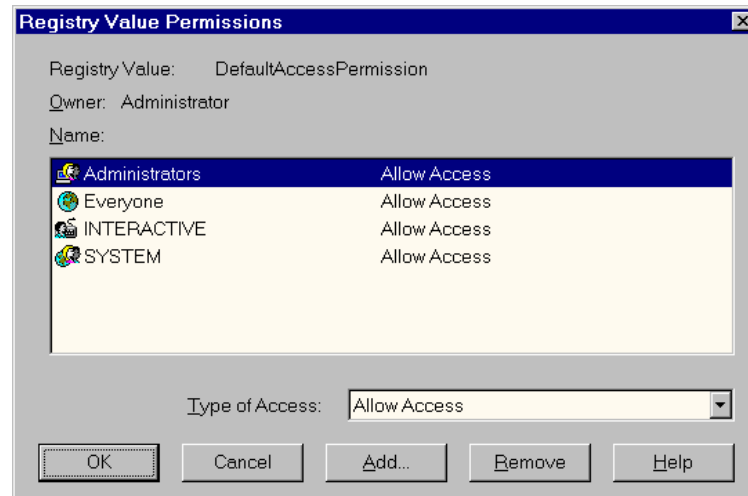 Registry Value Permissions
Registry Value: DefaultAccessPermission
Owner: Administrator
Name:
Administrators Allow Access
Everyone Allow Access
INTERACTIVE Allow Access
SYSTEM Allow Access
Type of Access: Allow Access
OK Cancel Add... Remove Help